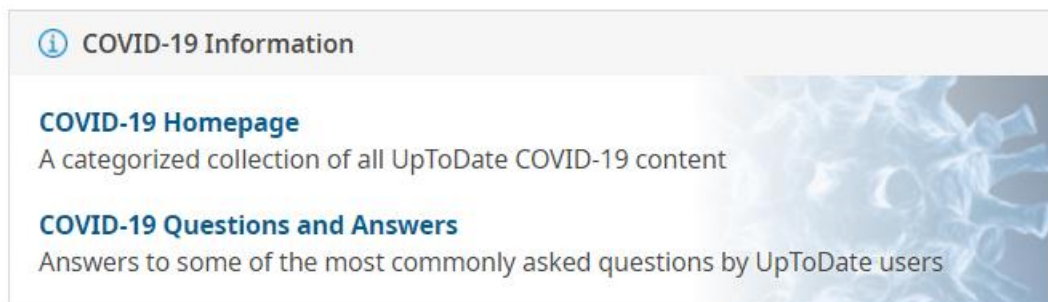 COVID-19 Information
COVID-19 Homepage
A categorized collection of all UpToDate COVID-19 content
COVID-19 Questions and Answers
Answers to some of the most commonly asked questions by UpToDate users